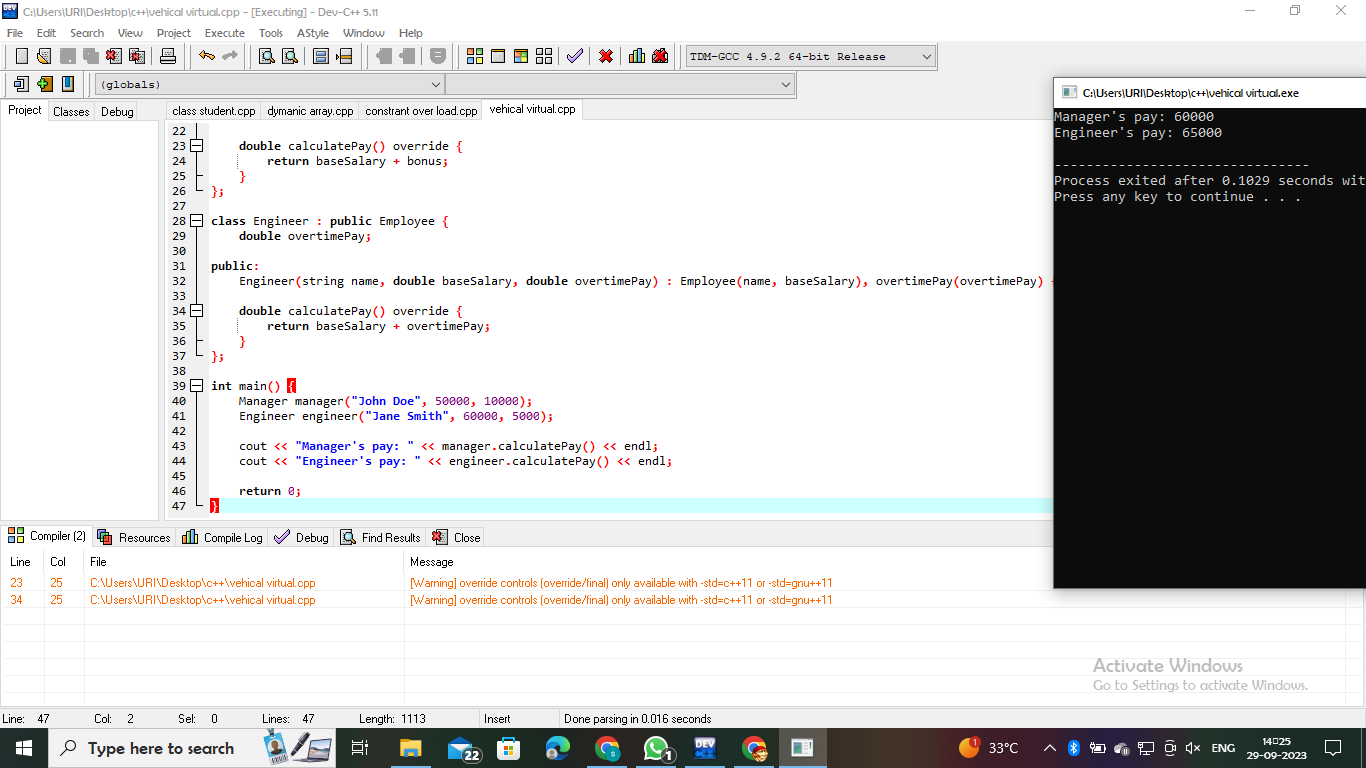 C:\Users\URI\Desktop\c++\vehical virtual.cpp - [Executing] - Dev-C++ 5.11
File Edit Search View Project Execute Tools AStyle Window Help
TDM-GCC 4.9.2 64-bit Release
(globals)
Project Classes Debug
class student.cpp dymanic array.cpp constrant over load.cpp vehical virtual.cpp
22
23 double calculatePay() override {
24 return baseSalary + bonus;
25 }
26 };
27
28 class Engineer : public Employee {
29 double overtimePay;
30
31 public:
32 Engineer(string name, double baseSalary, double overtimePay) : Employee(name, baseSalary), overtimePay(overtimePay)
33
34 double calculatePay() override {
35 return baseSalary + overtimePay;
36 }
37 };
38
39 int main() {
40 Manager manager("John Doe", 50000, 10000);
41 Engineer engineer("Jane Smith", 60000, 5000);
42
43 cout << "Manager's pay: " << manager.calculatePay() << endl;
44 cout << "Engineer's pay: " << engineer.calculatePay() << endl;
45
46 return 0;
47 }
C:\Users\URI\Desktop\c++\vehical virtual.exe
Manager's pay: 60000
Engineer's pay: 65000
--------------------------------
Process exited after 0.1029 seconds wit
Press any key to continue . . .
Compiler (2) Resources Compile Log Debug Find Results Close
Line Col File Message
23 25 C:\Users\URI\Desktop\c++\vehical virtual.cpp [Warning] override controls (override/final) only available with -std=c++11 or -std=gnu++11
34 25 C:\Users\URI\Desktop\c++\vehical virtual.cpp [Warning] override controls (override/final) only available with -std=c++11 or -std=gnu++11
Activate Windows
Go to Settings to activate Windows.
Line: 47 Col: 2 Sel: 0 Lines: 47 Length: 1113 Insert Done parsing in 0.016 seconds
Type here to search
22
1
DEV
1
33°C
ENG
14:25
29-09-2023